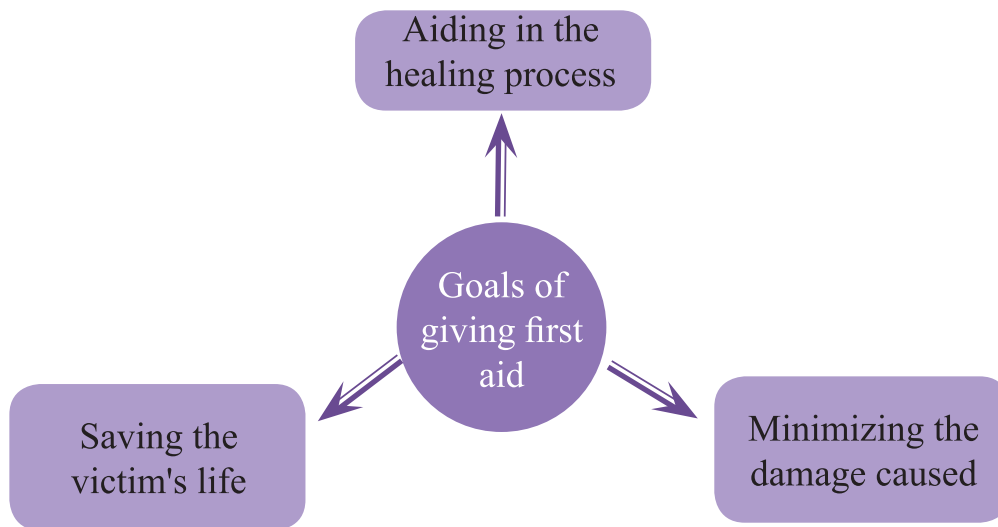 Aiding in the
healing process
Goals of
giving first
aid
Saving the
victim's life
Minimizing the
damage caused